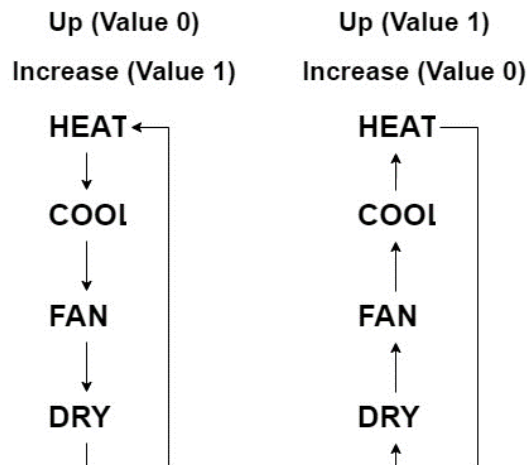 Up (Value 0)
Increase (Value 1)
HEAT
COOL
FAN
DRY
Up (Value 1)
Increase (Value 0)
HEAT
COOL
FAN
DRY